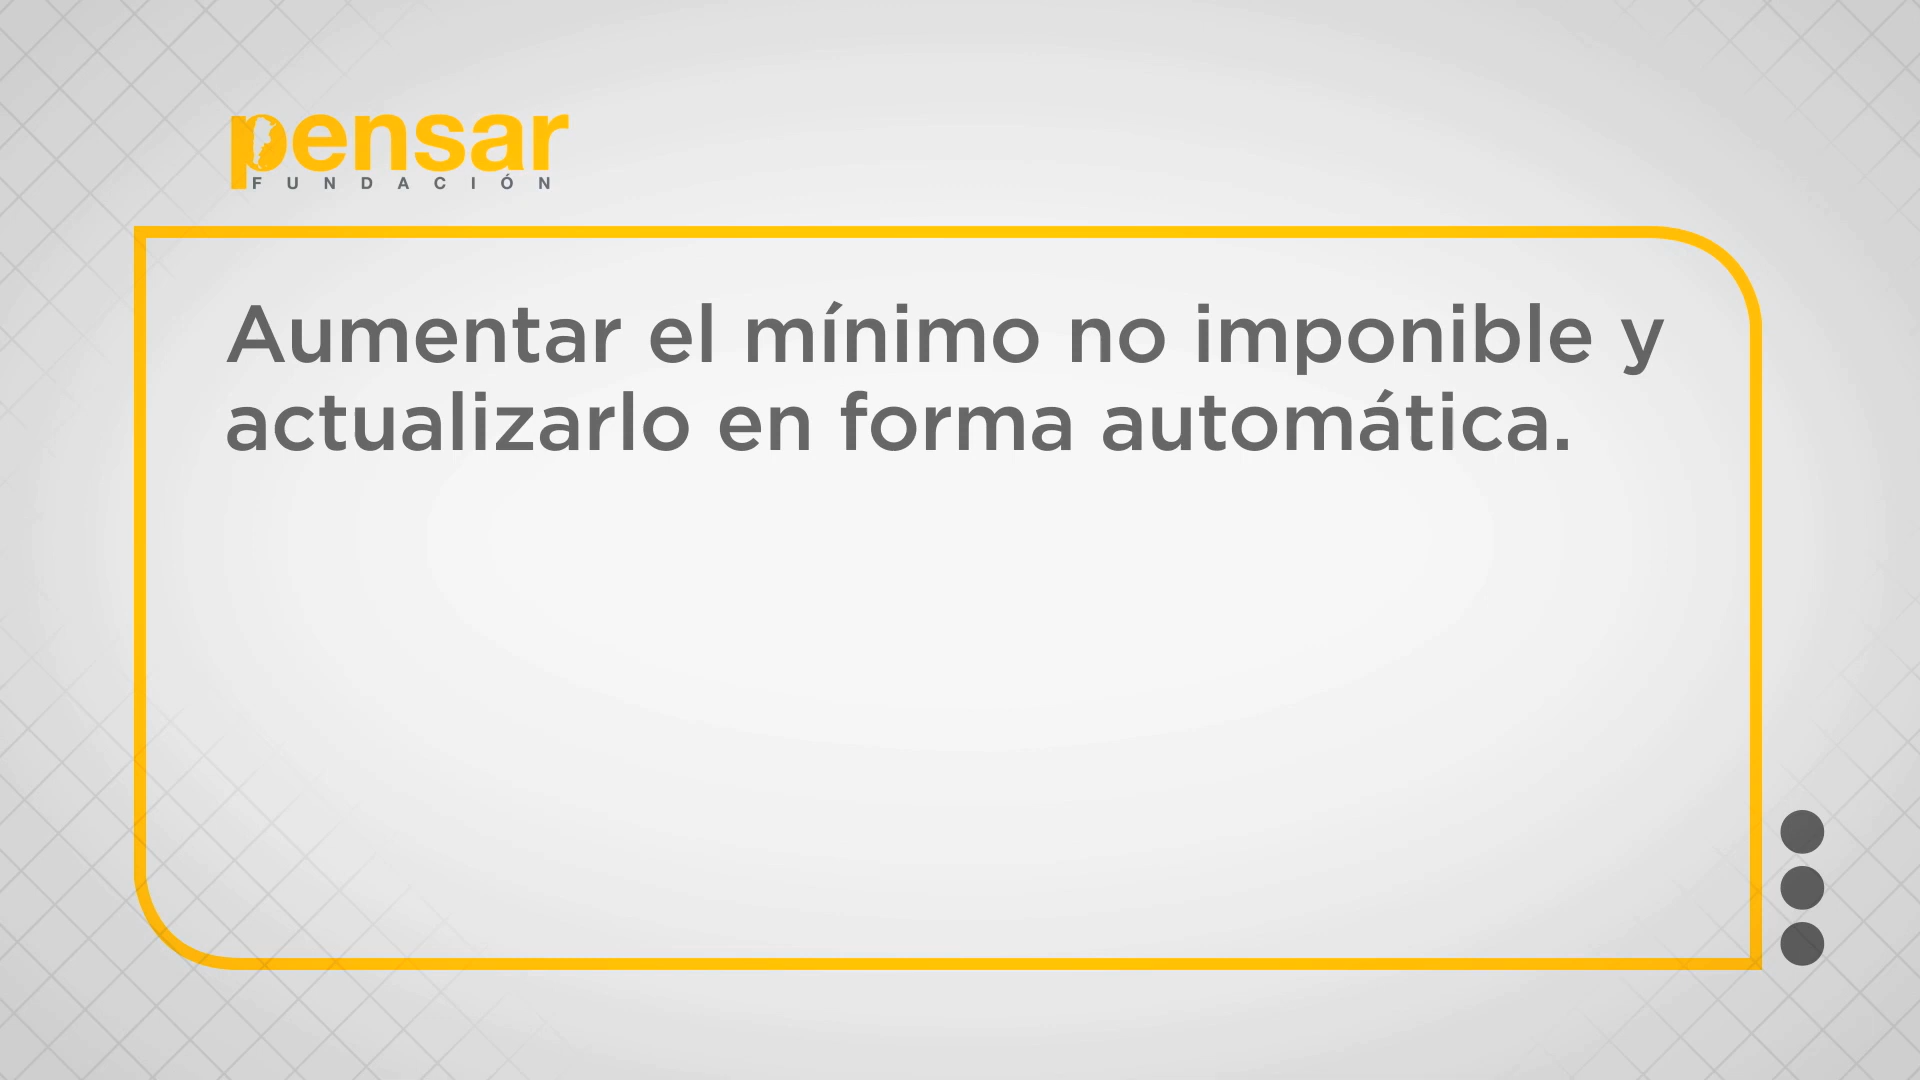 pensar
FUNDACIÓN
Aumentar el mínimo no imponible y
actualizarlo en forma automática.